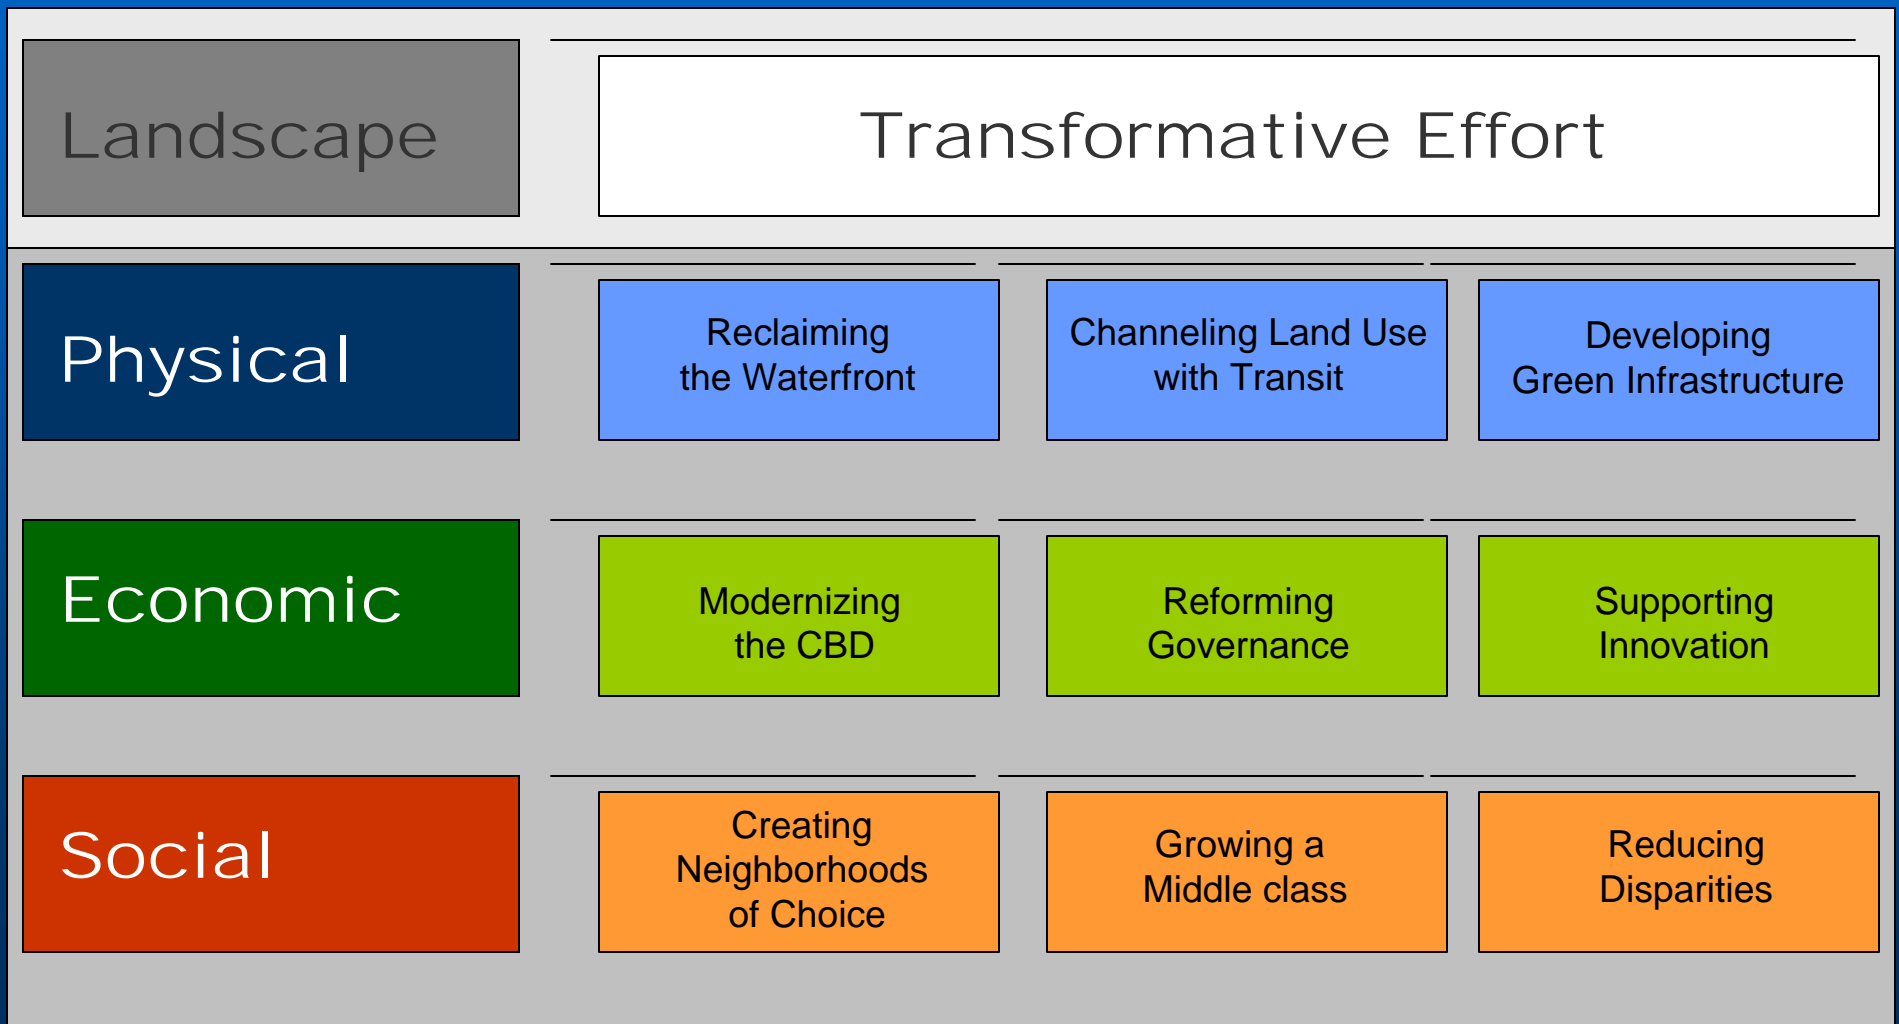 Landscape
Transformative Effort
Physical
Reclaiming
the Waterfront
Channeling Land Use
with Transit
Developing
Green Infrastructure
Economic
Modernizing
the CBD
Reforming
Governance
Supporting
Innovation
Social
Creating
Neighborhoods
of Choice
Growing a
Middle class
Reducing
Disparities